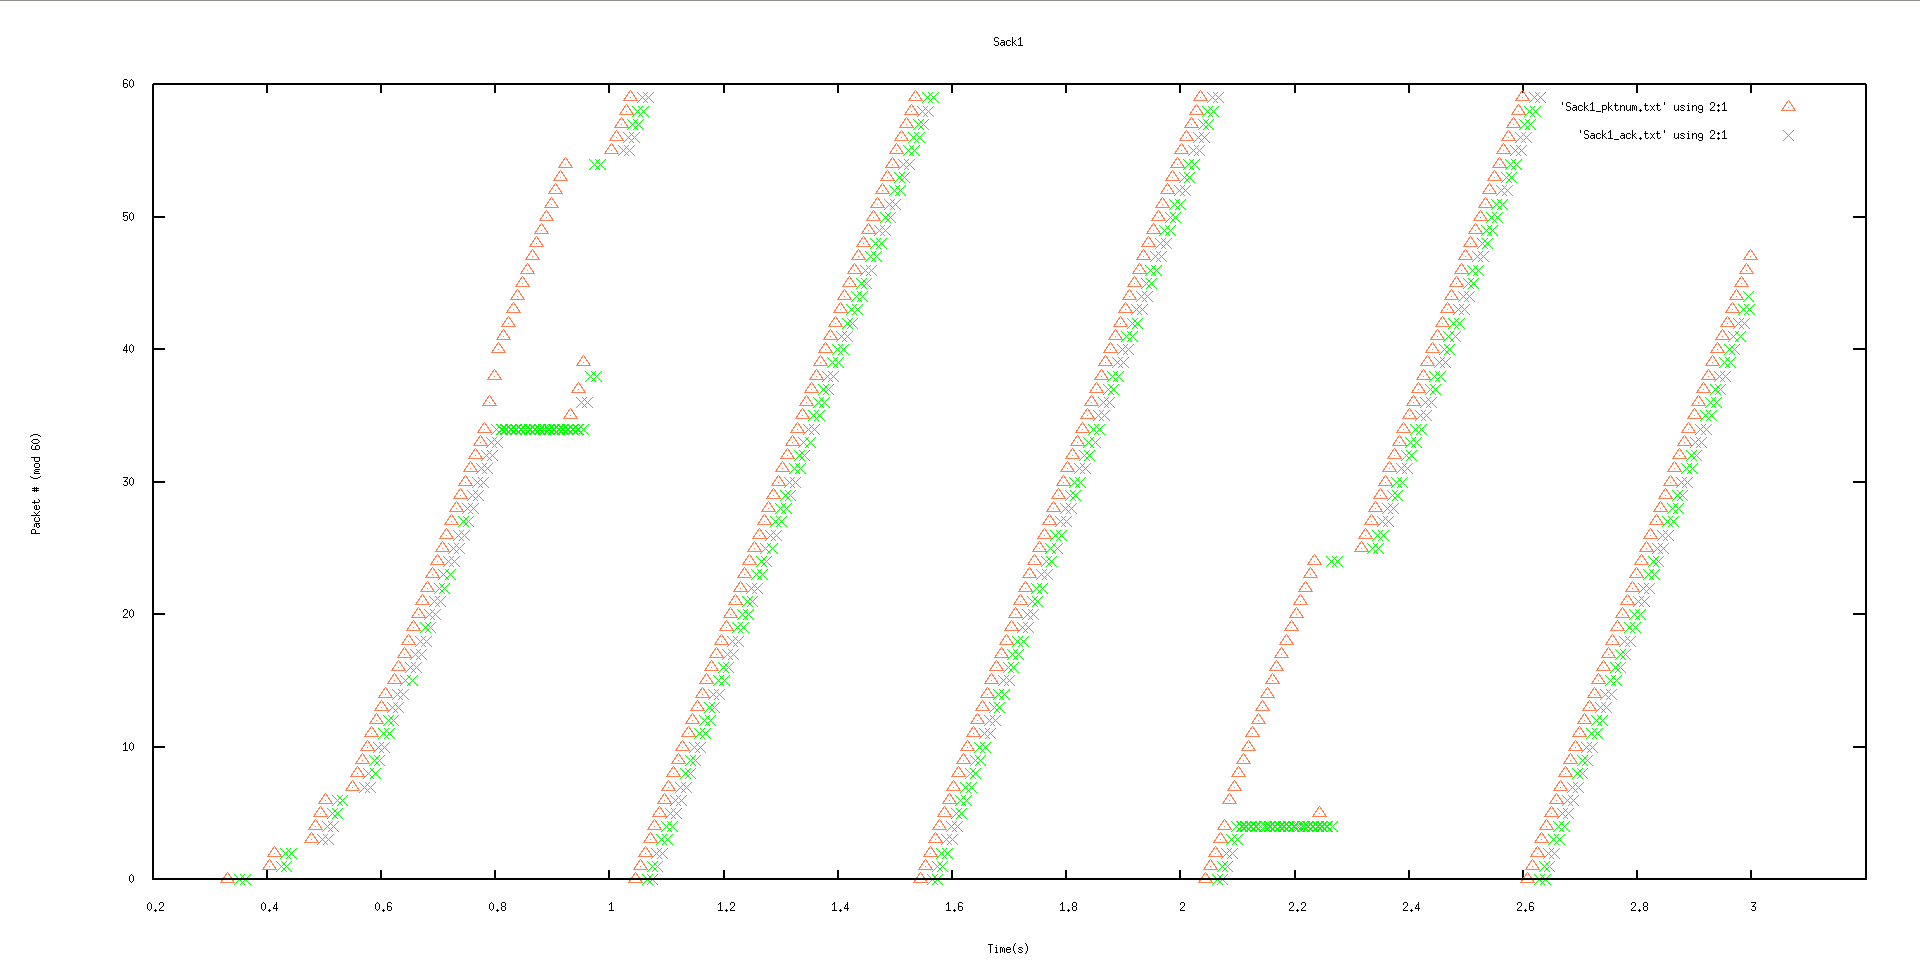 Sack1
60
50
40
30
20
10
0
Packet # (mod 60)
'Sack1_pktnum.txt' using 2:1
'Sack1_ack.txt' using 2:1
0.2 0.4 0.6 0.8 1 1.2 1.4 1.6 1.8 2 2.2 2.4 2.6 2.8 3
Time(s)